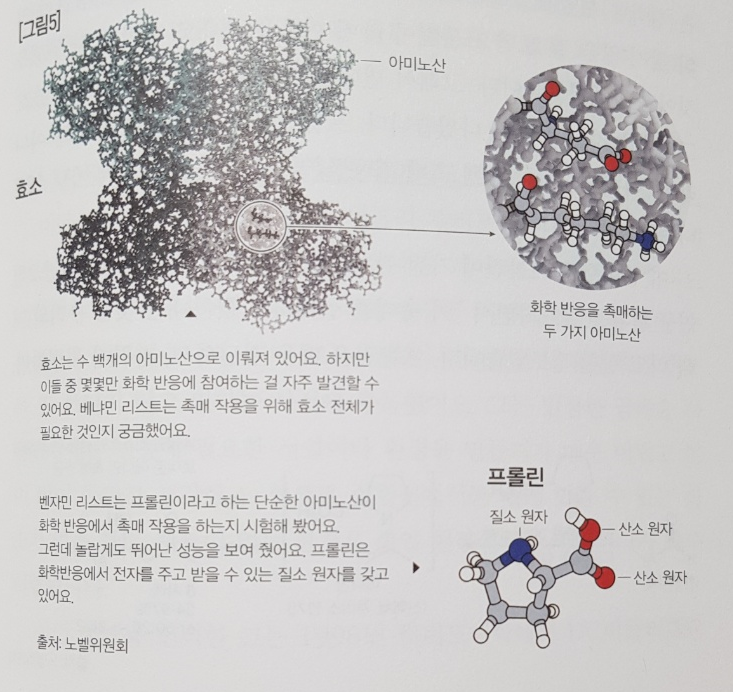 [그림5]
아미노산
효소
화학 반응을 촉매하는
두 가지 아미노산
효소는 수 백개의 아미노산으로 이뤄져 있어요. 하지만
이들 중 몇몇만 화학 반응에 참여하는 걸 자주 발견할 수
있어요. 베냐민 리스트는 촉매 작용을 위해 효소 전체가
필요한 것인지 궁금했어요.
프롤린
질소 원자
산소 원자
산소 원자
벤자민 리스트는 프롤린이라고 하는 단순한 아미노산이
화학 반응에서 촉매 작용을 하는지 시험해 봤어요.
그런데 놀랍게도 뛰어난 성능을 보여 줬어요. 프롤린은
화학반응에서 전자를 주고 받을 수 있는 질소 원자를 갖고
있어요.
출처: 노벨위원회